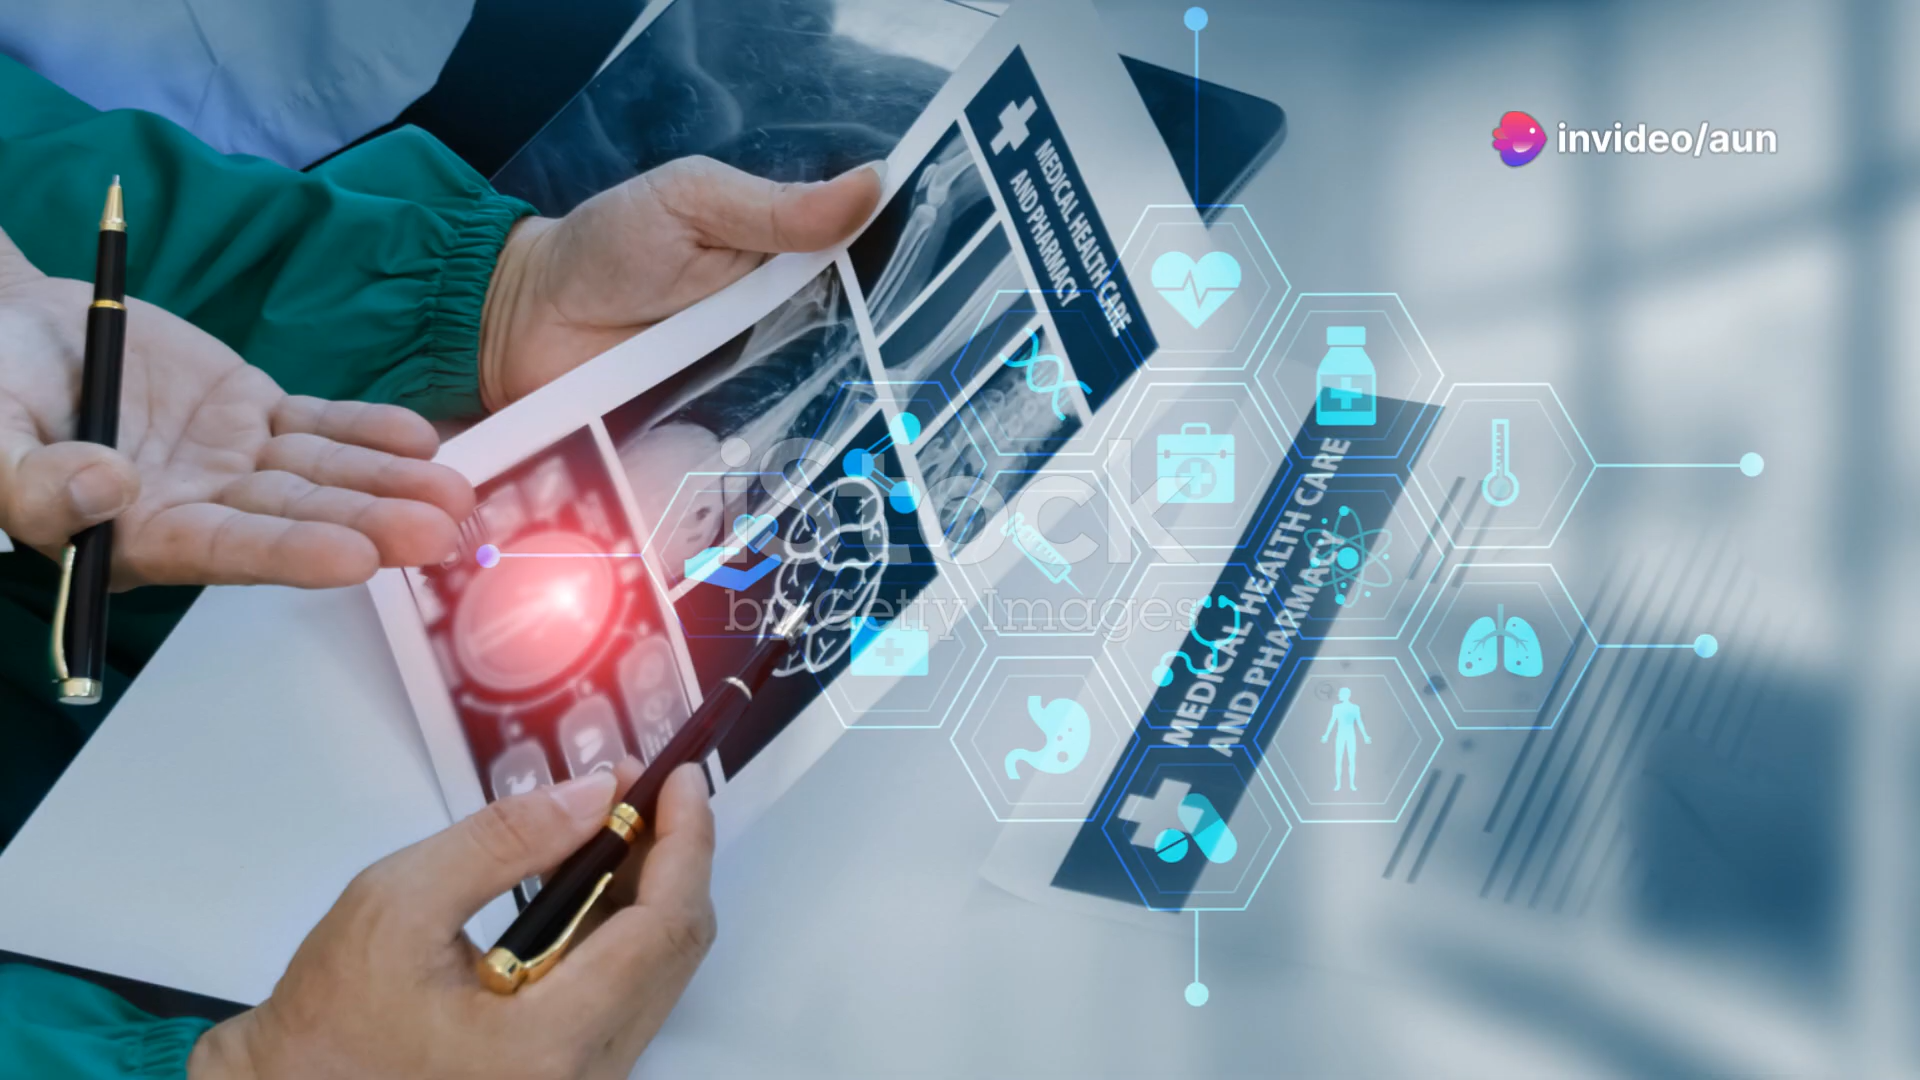 invideo/aun
MEDICAL HEALTH CARE
AND PHARMACY
iStock
by Getty Images
MEDICAL HEALTH CARE
AND PHARMACY